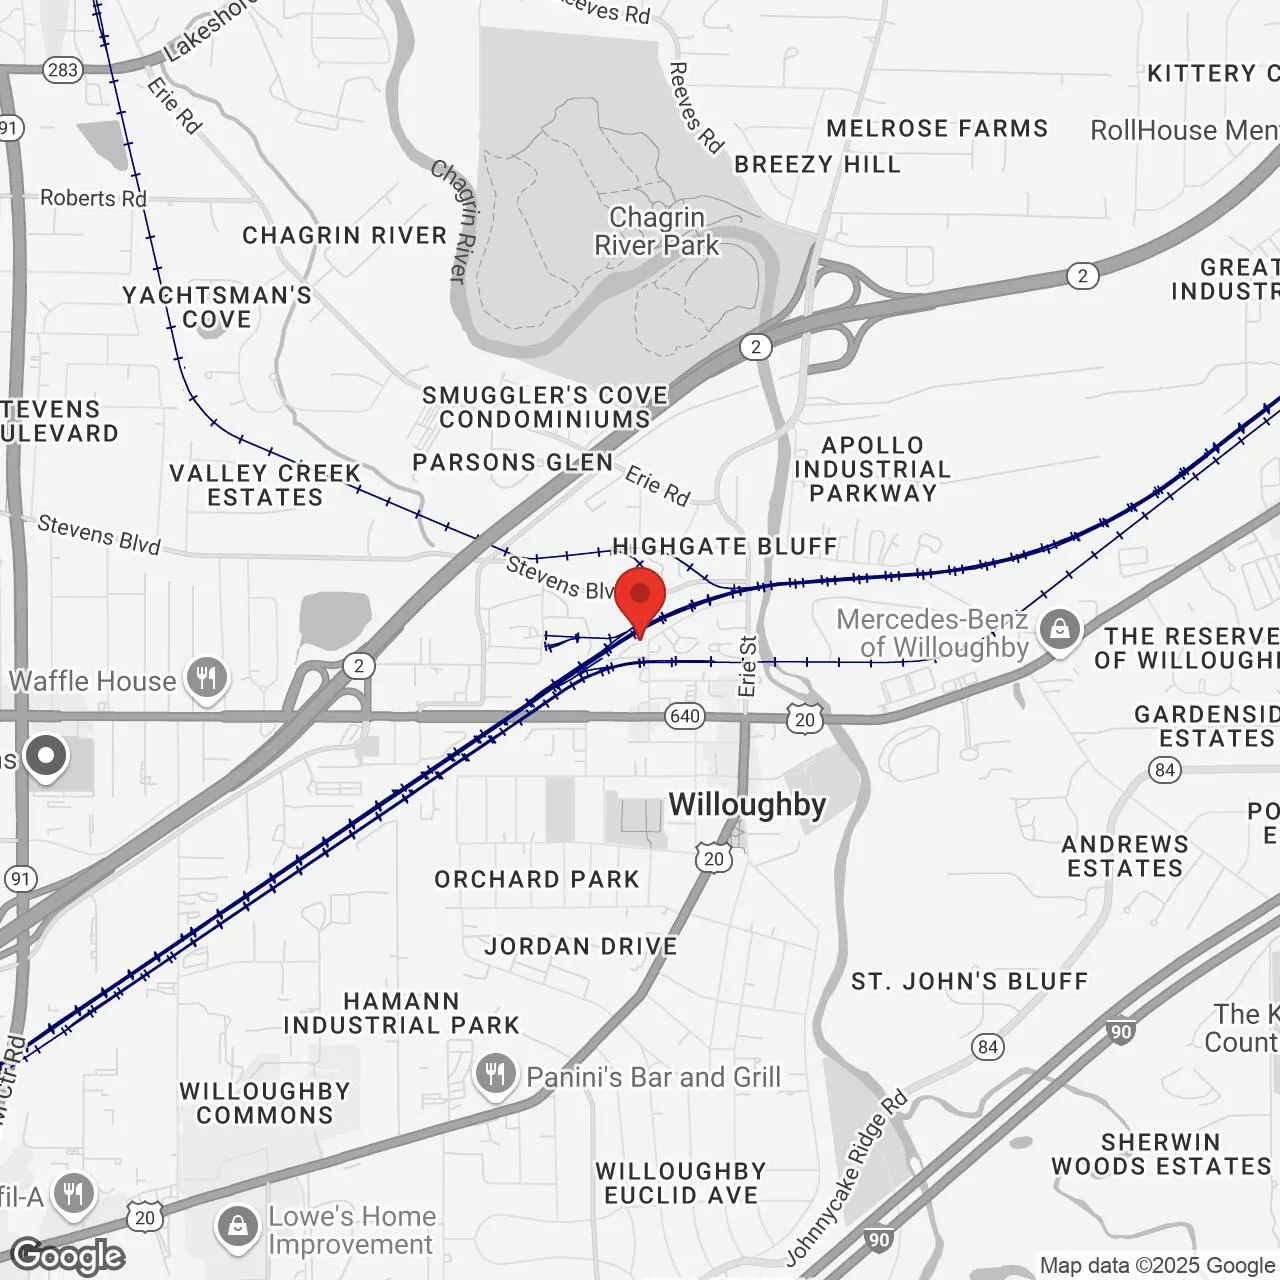 Reeves Rd
Lakeshore
283
Erie Rd
KITTERY C
91
MELROSE FARMS
RollHouse Men
BREEZY HILL
Reeves Rd
Roberts Rd
Chagrin River
Chagrin
River Park
CHAGRIN RIVER
2
GREAT
INDUSTR
YACHTSMAN'S
COVE
2
SMUGGLER'S COVE
CONDOMINIUMS
TEVENS
ULEVARD
APOLLO
INDUSTRIAL
PARKWAY
PARSONS GLEN
VALLEY CREEK
ESTATES
Erie Rd
Stevens Blvd
HIGHGATE BLUFF
Stevens Blv
Mercedes-Benz
of Willoughby
THE RESERVE
OF WILLOUGHB
Erie St
2
Waffle House
640
20
GARDENSID
ESTATES
ns
84
Willoughby
PO
E
ANDREWS
ESTATES
20
91
ORCHARD PARK
JORDAN DRIVE
ST. JOHN'S BLUFF
HAMANN
INDUSTRIAL PARK
The K
Count
90
84
M Ctr Rd
Panini's Bar and Grill
WILLOUGHBY
COMMONS
Johnnycake Ridge Rd
SHERWIN
WOODS ESTATES
WILLOUGHBY
EUCLID AVE
fil-A
20
Lowe's Home
Improvement
90
Google
Map data ©2025 Google